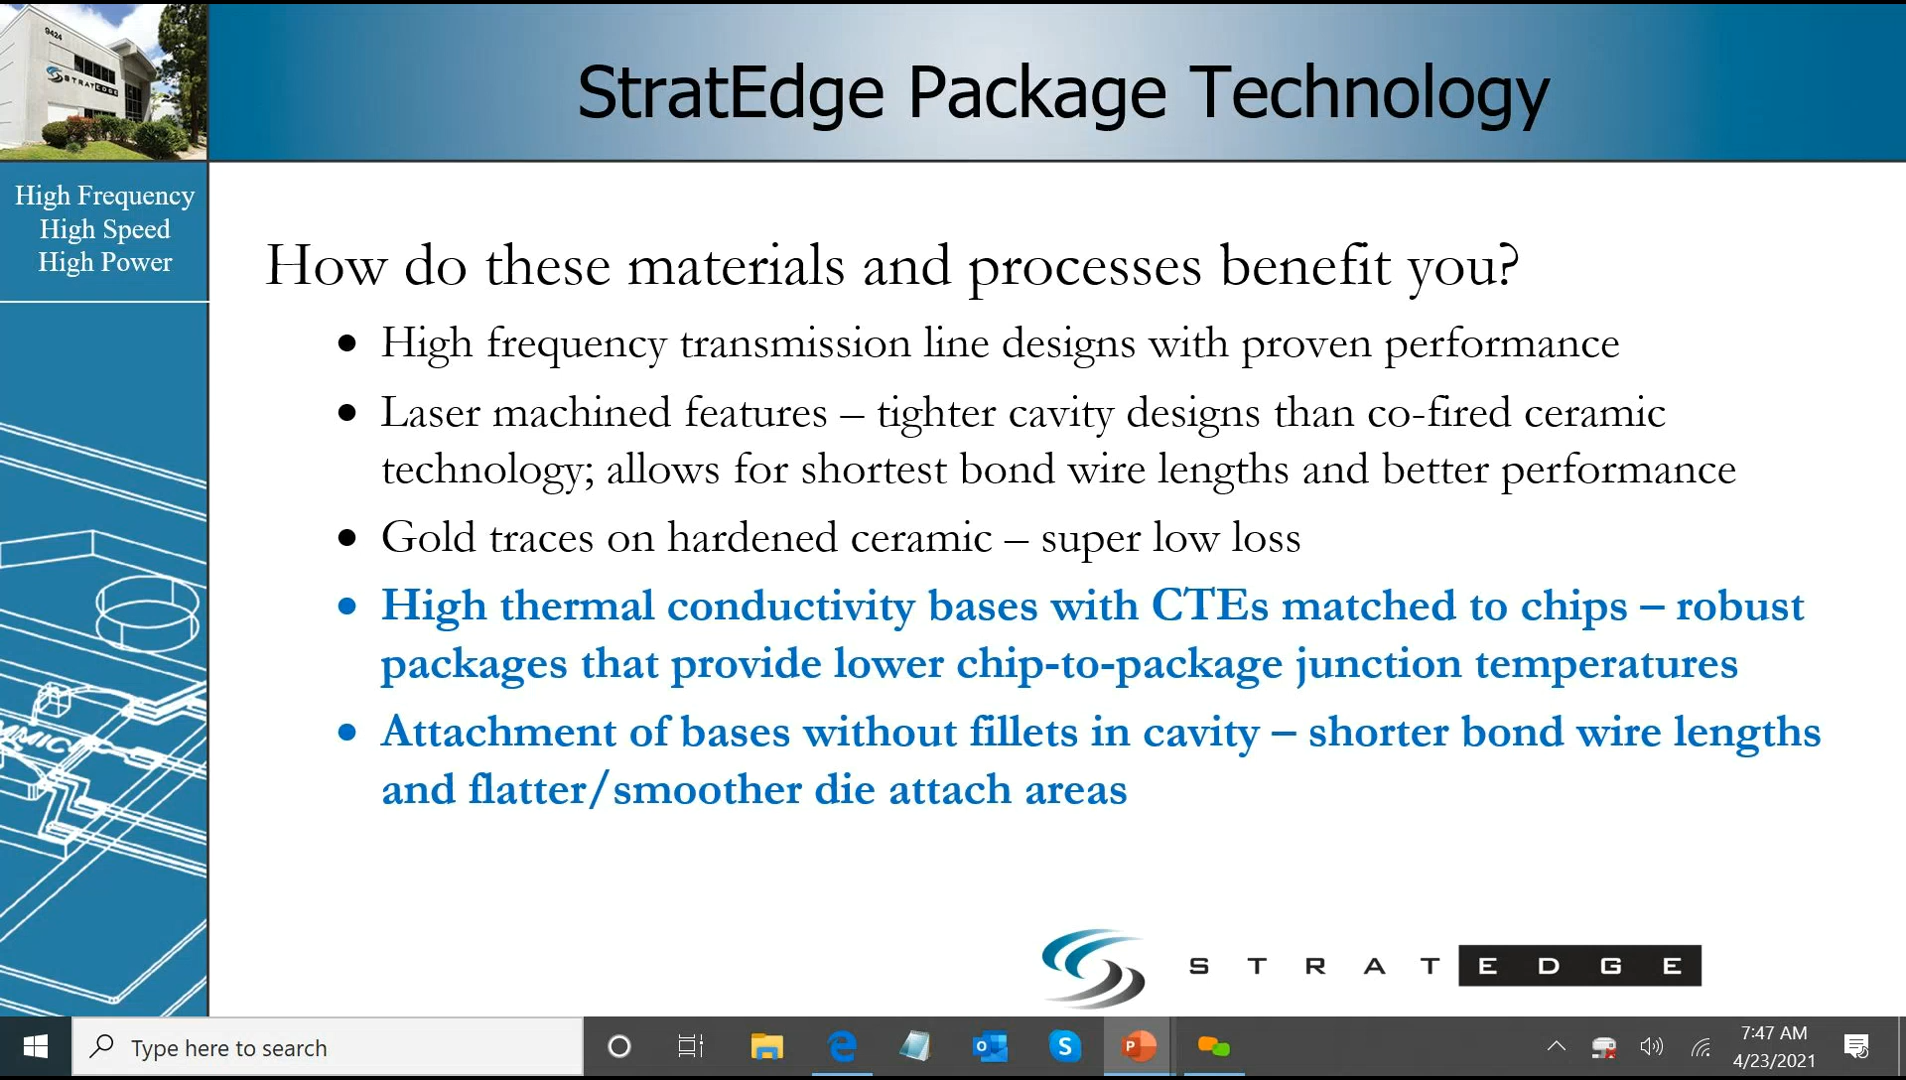 9424
STRATEDGE
StratEdge Package Technology
High Frequency
High Speed
High Power
How do these materials and processes benefit you?
• High frequency transmission line designs with proven performance
• Laser machined features – tighter cavity designs than co-fired ceramic
technology; allows for shortest bond wire lengths and better performance
• Gold traces on hardened ceramic – super low loss
• High thermal conductivity bases with CTEs matched to chips – robust
packages that provide lower chip-to-package junction temperatures
• Attachment of bases without fillets in cavity – shorter bond wire lengths
and flatter/smoother die attach areas
MMIC
STRATEDGE
Type here to search
7:47 AM
4/23/2021